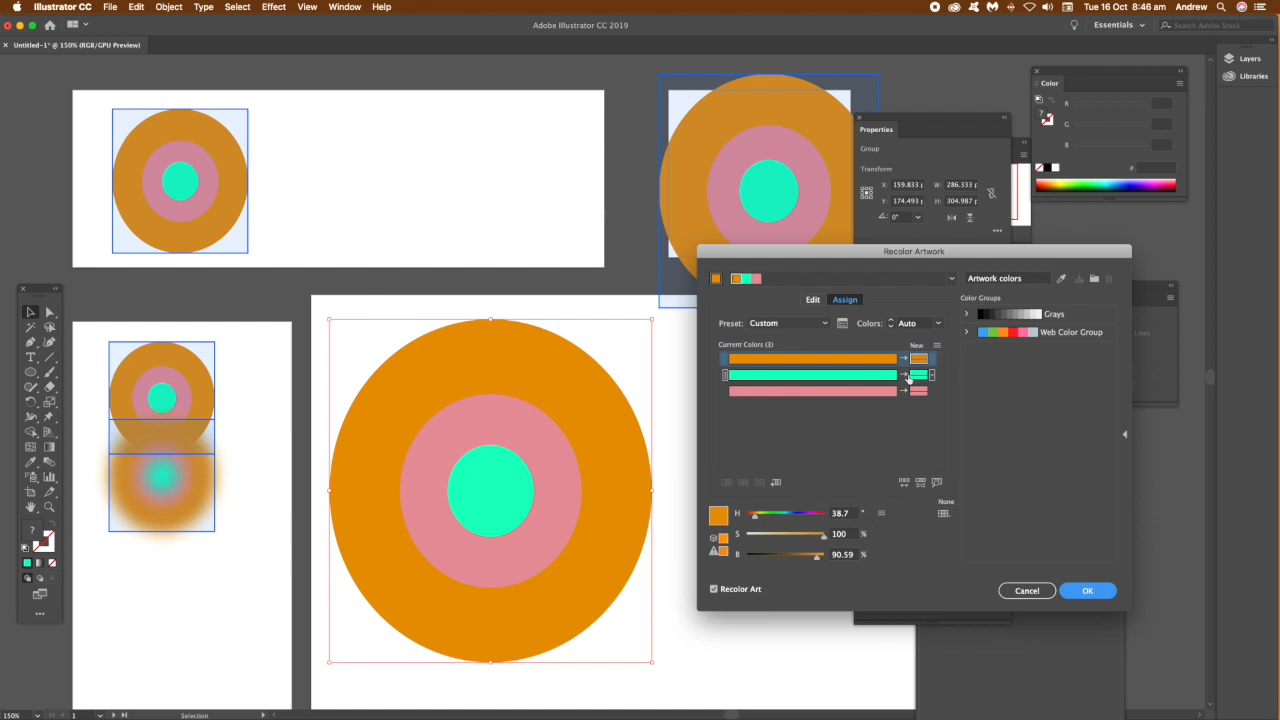 Illustrator CC File Edit Object Type Select Effect View Window Help Tue 16 Oct 8:46 am Andrew
Adobe Illustrator CC 2019 Essentials Search Adobe Stock
Untitled-1* @ 150% (RGB/GPU Preview)
Layers
Libraries
Color
R
G
B
#
Properties
Group
Transform
X: 159.833 p W: 286.333 p
Y: 174.493 p H: 304.987 p
0°
Recolor Artwork
Artwork colors
Edit Assign
Color Groups
Grays
Web Color Group
Preset: Custom Colors: Auto
Current Colors (3) New
Lines
None
H 38.7 °
S 100 %
B 90.59 %
Recolor Art
Cancel OK
150% 1 Selection